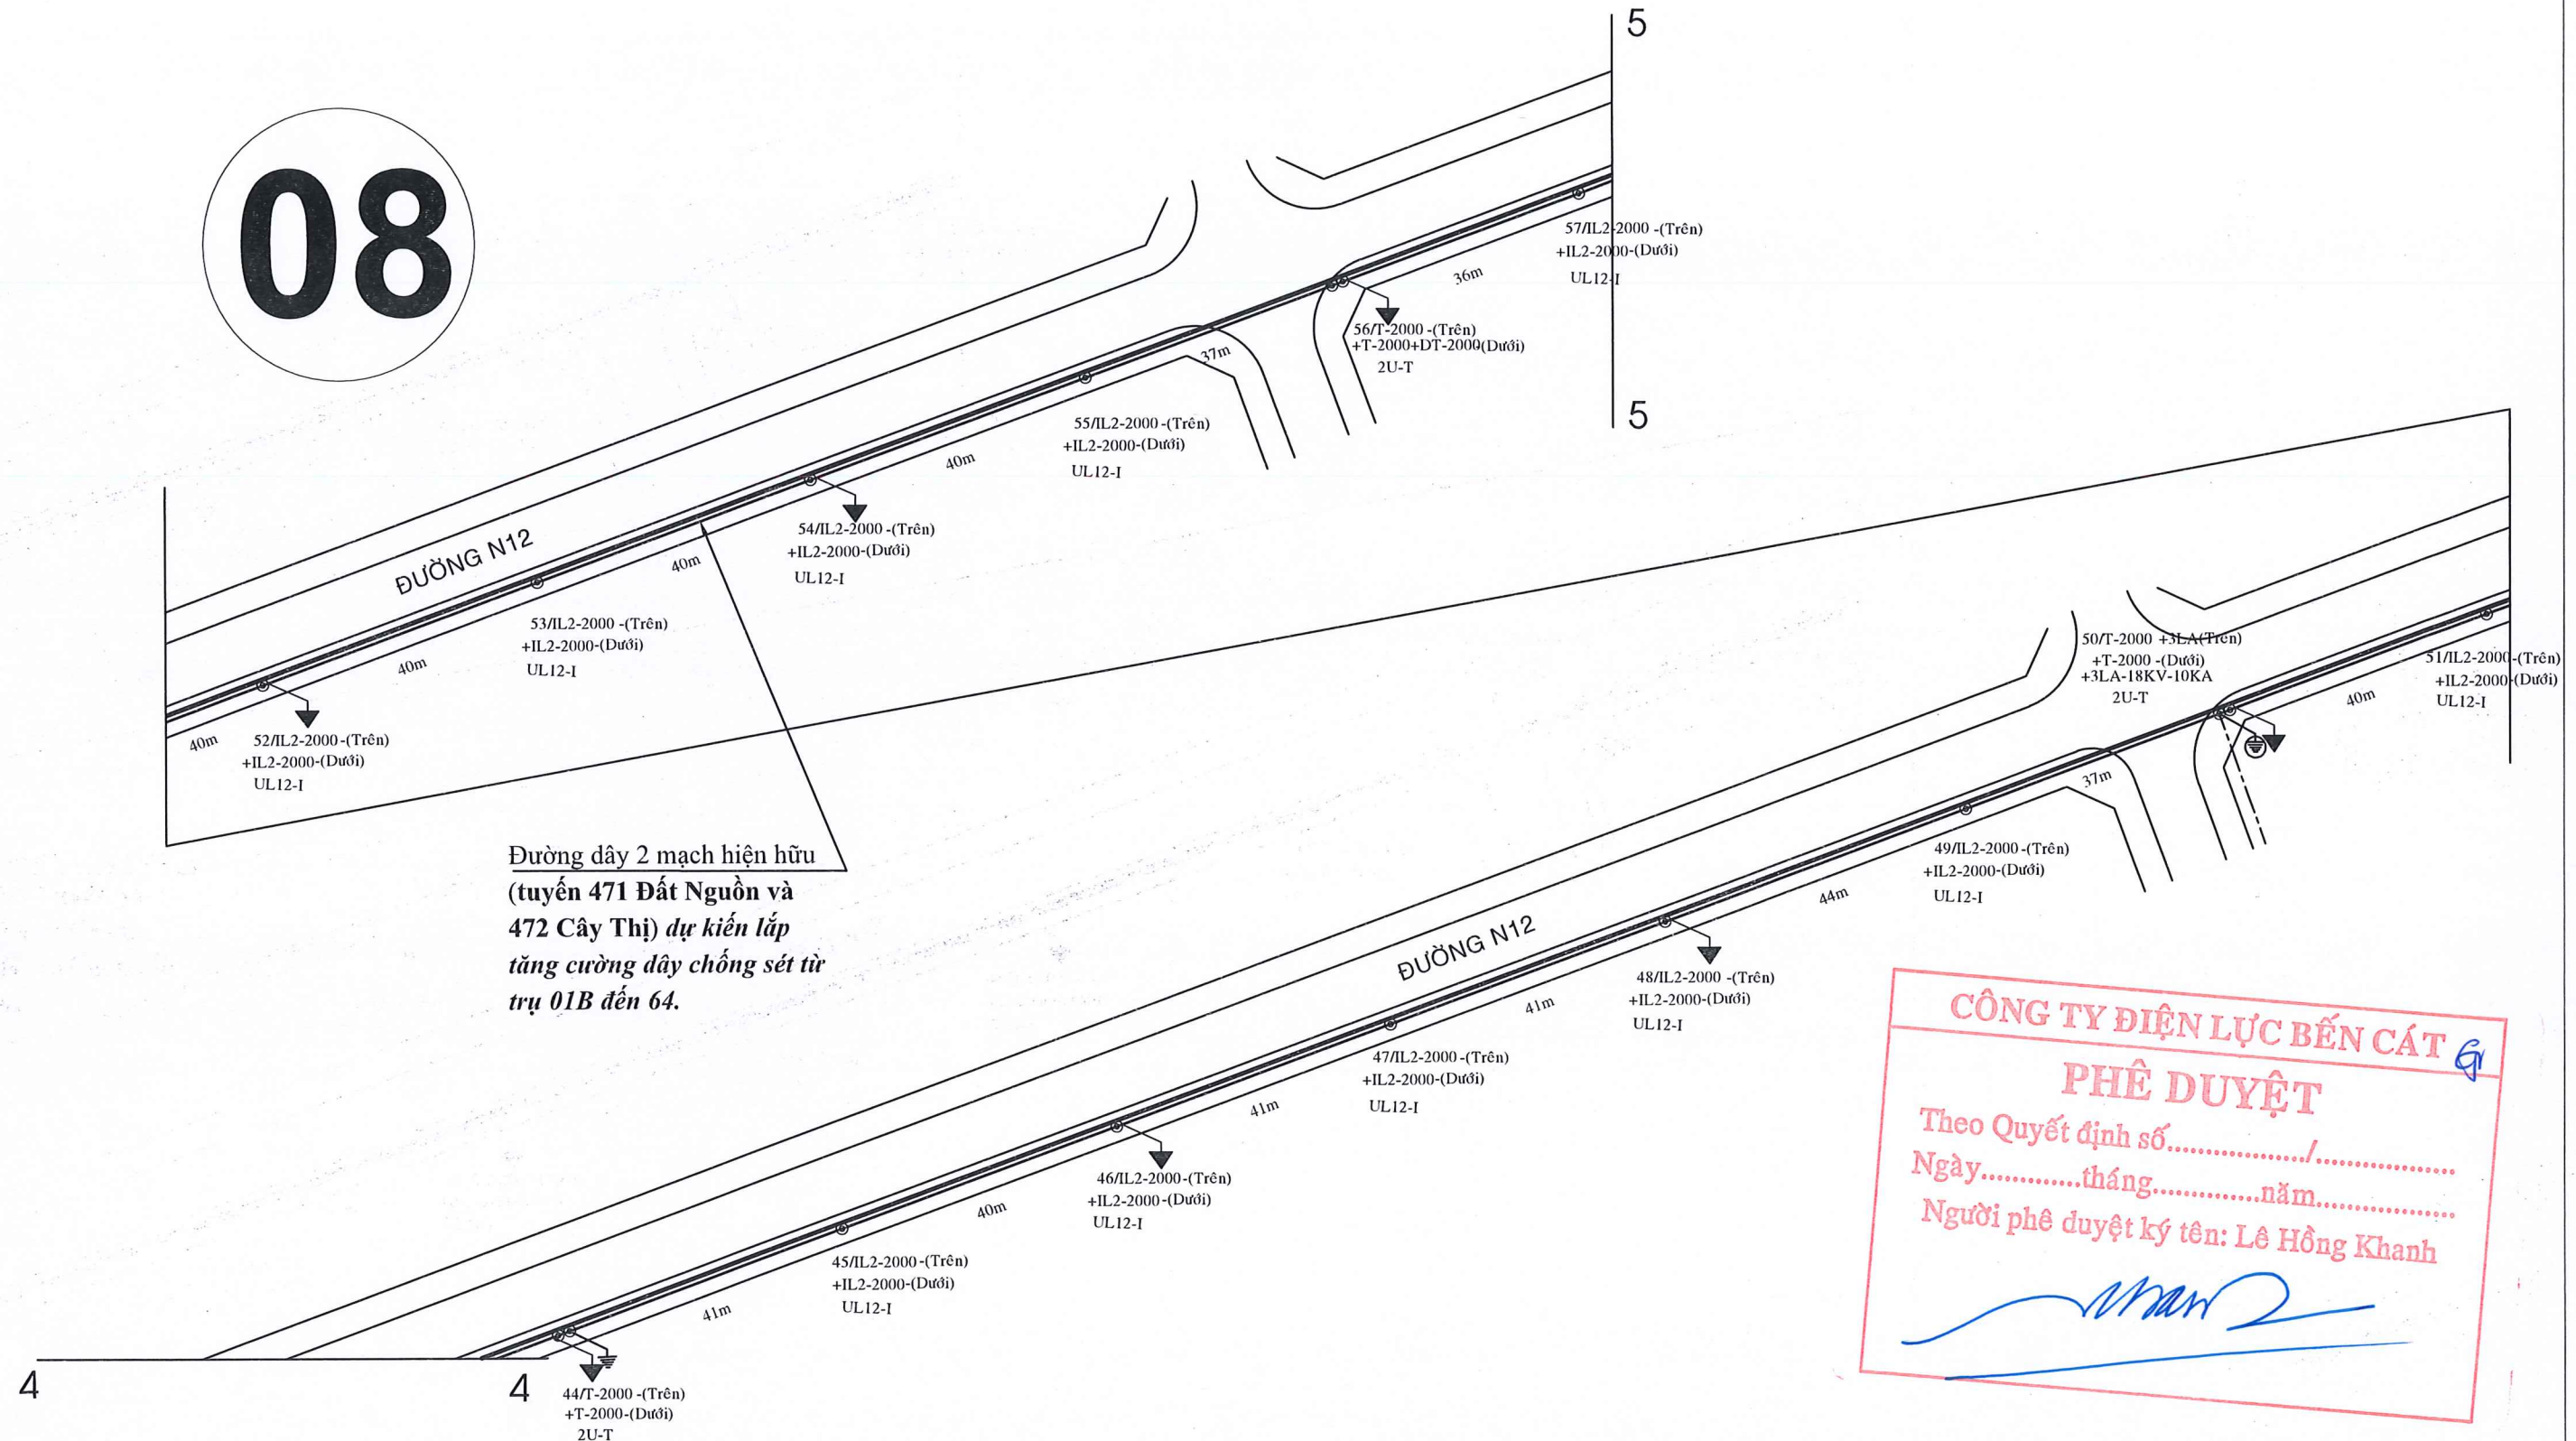 08
5
57/IL2-2000 -(Trên)
+IL2-2000-(Dưới)
UL12-I
36m
56/T-2000 -(Trên)
+T-2000+DT-2000(Dưới)
2U-T
37m
5
55/IL2-2000 -(Trên)
+IL2-2000-(Dưới)
UL12-I
40m
54/IL2-2000 -(Trên)
+IL2-2000-(Dưới)
UL12-I
40m
ĐƯỜNG N12
53/IL2-2000 -(Trên)
+IL2-2000-(Dưới)
UL12-I
40m
52/IL2-2000-(Trên)
+IL2-2000-(Dưới)
UL12-I
40m
Đường dây 2 mạch hiện hữu
(tuyến 471 Đất Nguồn và
472 Cây Thị) dự kiến lắp
tăng cường dây chống sét từ
trụ 01B đến 64.
50/T-2000 +3LA(Trên)
+T-2000 -(Dưới)
+3LA-18KV-10KA
2U-T
51/IL2-2000-(Trên)
+IL2-2000-(Dưới)
UL12-I
40m
37m
49/IL2-2000 -(Trên)
+IL2-2000-(Dưới)
UL12-I
44m
ĐƯỜNG N12
48/IL2-2000 -(Trên)
+IL2-2000-(Dưới)
UL12-I
41m
47/IL2-2000 -(Trên)
+IL2-2000-(Dưới)
UL12-I
41m
46/IL2-2000-(Trên)
+IL2-2000-(Dưới)
UL12-I
40m
45/IL2-2000 -(Trên)
+IL2-2000-(Dưới)
UL12-I
41m
4
4
44/T-2000 -(Trên)
+T-2000-(Dưới)
2U-T
CÔNG TY ĐIỆN LỰC BẾN CÁT
PHÊ DUYỆT
Theo Quyết định số................../..................
Ngày.............tháng..............năm..................
Người phê duyệt ký tên: Lê Hồng Khanh